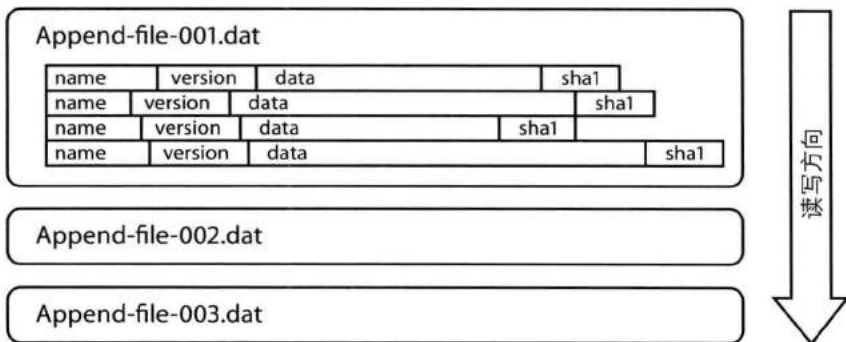 Append-file-001.dat
name version data sha1
name version data sha1
name version data sha1
name version data sha1
Append-file-002.dat
Append-file-003.dat
读写方向